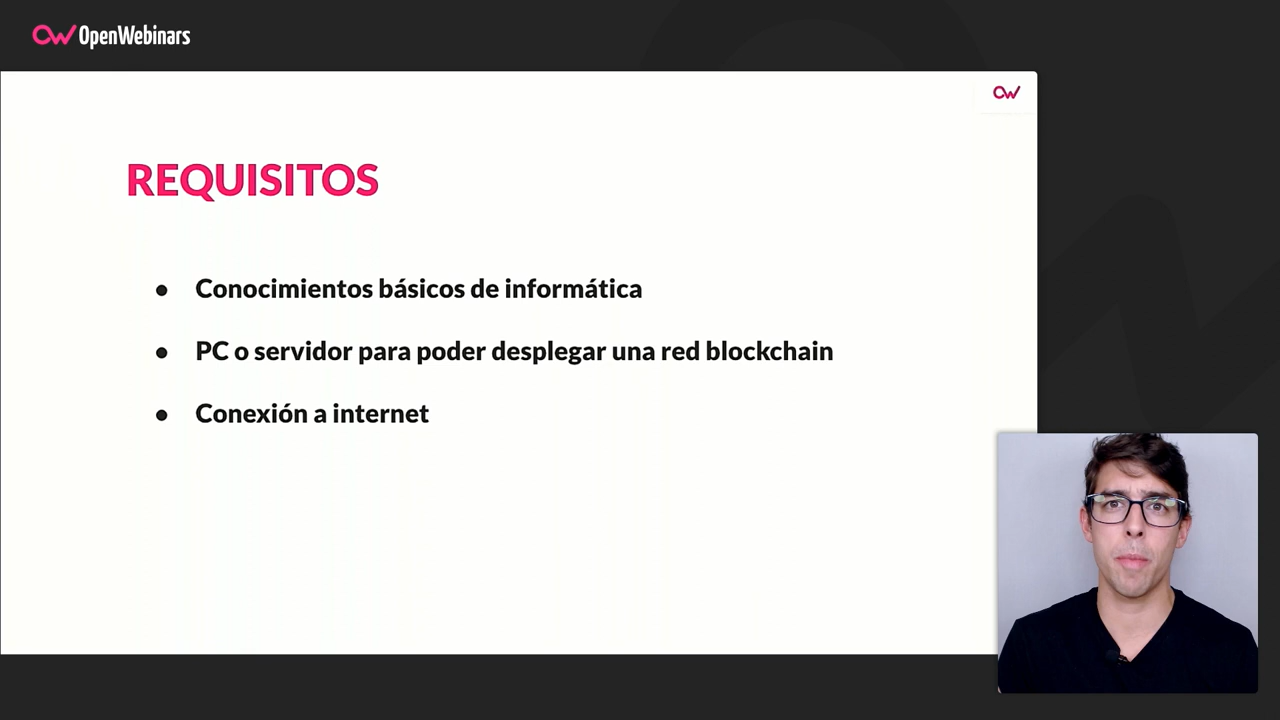 OpenWebinars
REQUISITOS
● Conocimientos básicos de informática
● PC o servidor para poder desplegar una red blockchain
● Conexión a internet